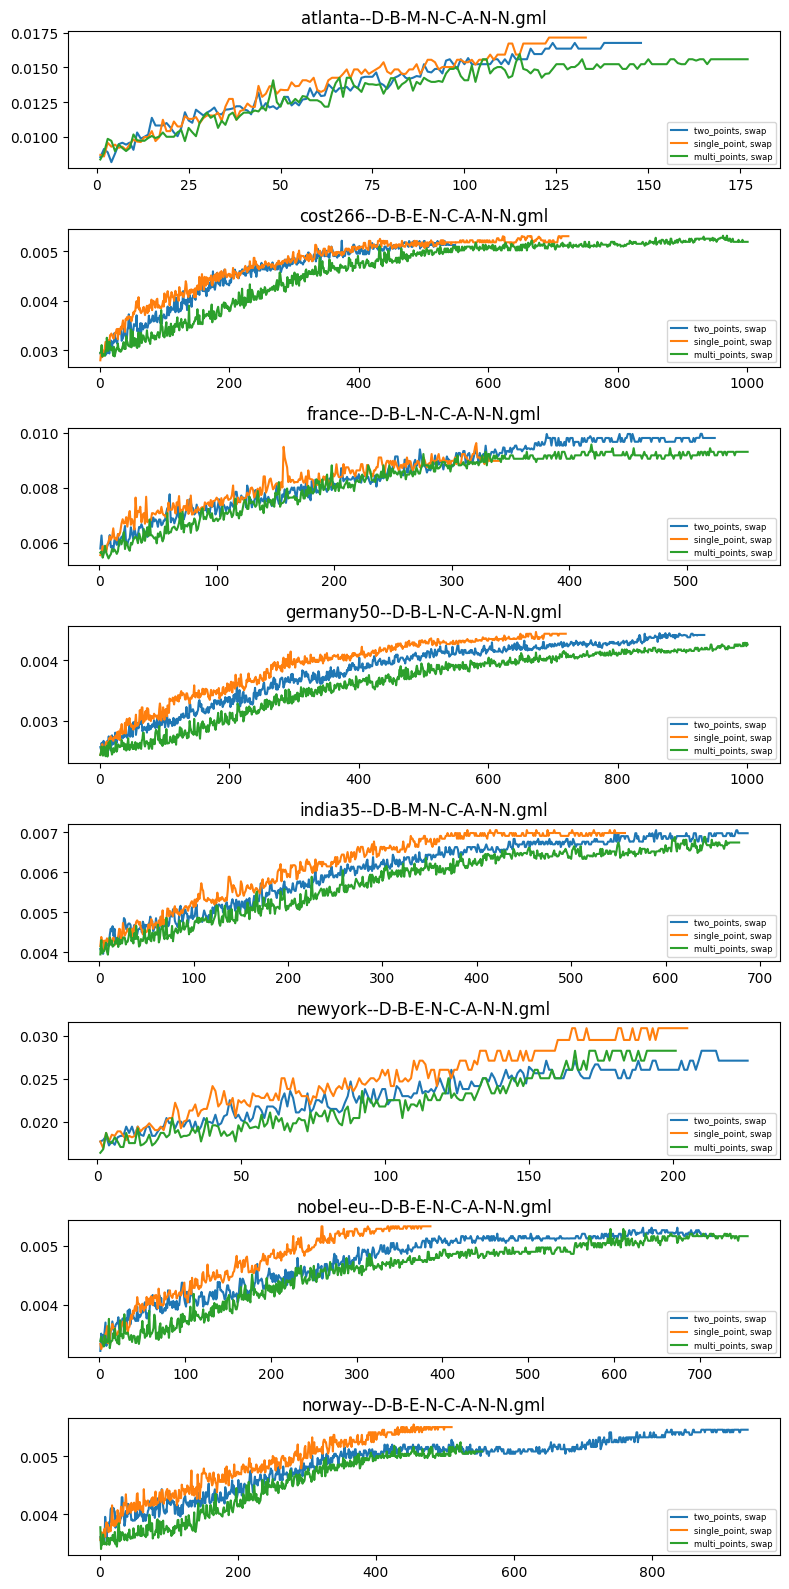 atlanta--D-B-M-N-C-A-N-N.gml
0.0175
0.0150
0.0125
0.0100
two_points, swap
single_point, swap
multi_points, swap
0 25 50 75 100 125 150 175
cost266--D-B-E-N-C-A-N-N.gml
0.005
0.004
0.003
two_points, swap
single_point, swap
multi_points, swap
0 200 400 600 800 1000
france--D-B-L-N-C-A-N-N.gml
0.010
0.008
0.006
two_points, swap
single_point, swap
multi_points, swap
0 100 200 300 400 500
germany50--D-B-L-N-C-A-N-N.gml
0.004
0.003
two_points, swap
single_point, swap
multi_points, swap
0 200 400 600 800 1000
india35--D-B-M-N-C-A-N-N.gml
0.007
0.006
0.005
0.004
two_points, swap
single_point, swap
multi_points, swap
0 100 200 300 400 500 600 700
newyork--D-B-E-N-C-A-N-N.gml
0.030
0.025
0.020
two_points, swap
single_point, swap
multi_points, swap
0 50 100 150 200
nobel-eu--D-B-E-N-C-A-N-N.gml
0.005
0.004
two_points, swap
single_point, swap
multi_points, swap
0 100 200 300 400 500 600 700
norway--D-B-E-N-C-A-N-N.gml
0.005
0.004
two_points, swap
single_point, swap
multi_points, swap
0 200 400 600 800